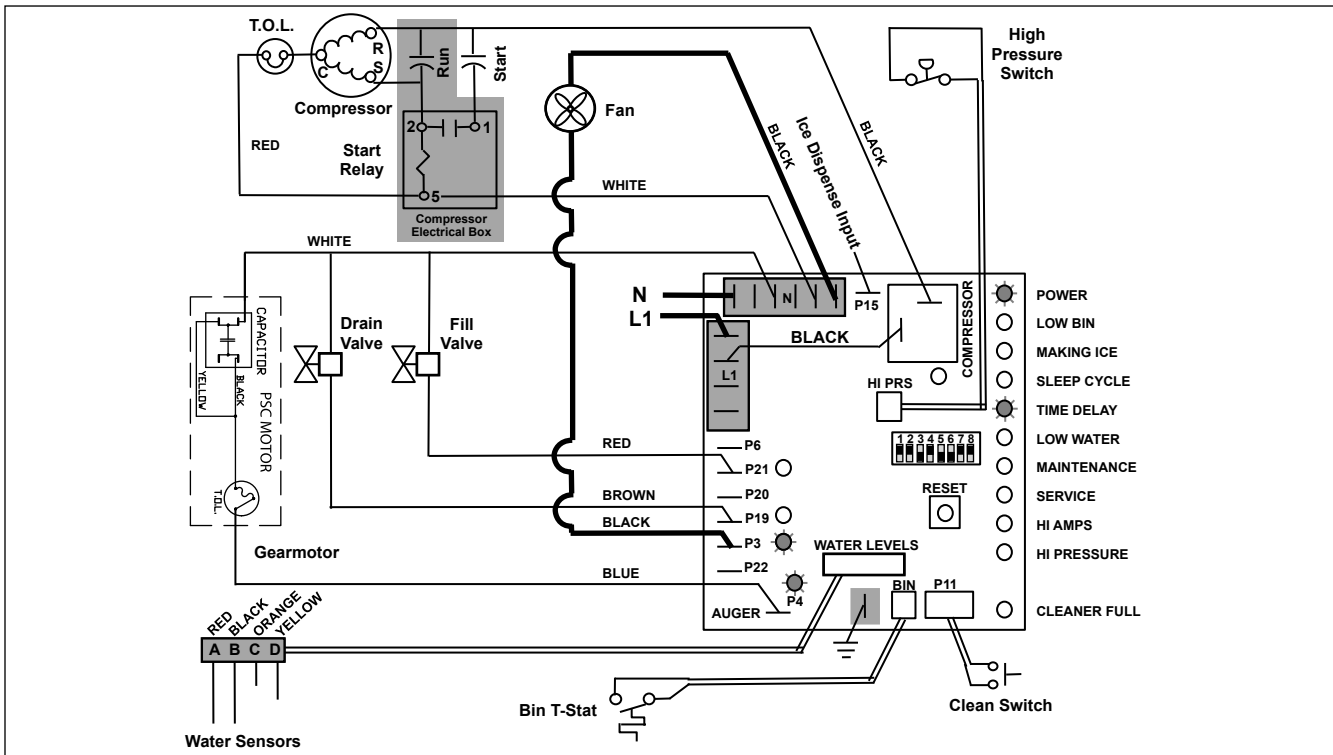 T.O.L.
R
S
C
Compressor
Run
Start
Fan
High
Pressure
Switch
2
1
RED
Start
Relay
5
Compressor
Electrical Box
WHITE
BLACK
Ice Dispense Input
BLACK
WHITE
N
L1
N
P15
COMPRESSOR
POWER
LOW BIN
MAKING ICE
SLEEP CYCLE
TIME DELAY
LOW WATER
MAINTENANCE
SERVICE
HI AMPS
HI PRESSURE
CLEANER FULL
Drain
Valve
Fill
Valve
BLACK
L1
HI PRS
1 2 3 4 5 6 7 8
RESET
CAPACITOR
YELLOW
BLACK
PSC MOTOR
T.O.L.
Gearmotor
RED
BROWN
BLACK
BLUE
P6
P21
P20
P19
P3
P22
P4
AUGER
WATER LEVELS
BIN
P11
RED
BLACK
ORANGE
YELLOW
A B C D
Water Sensors
Bin T-Stat
Clean Switch